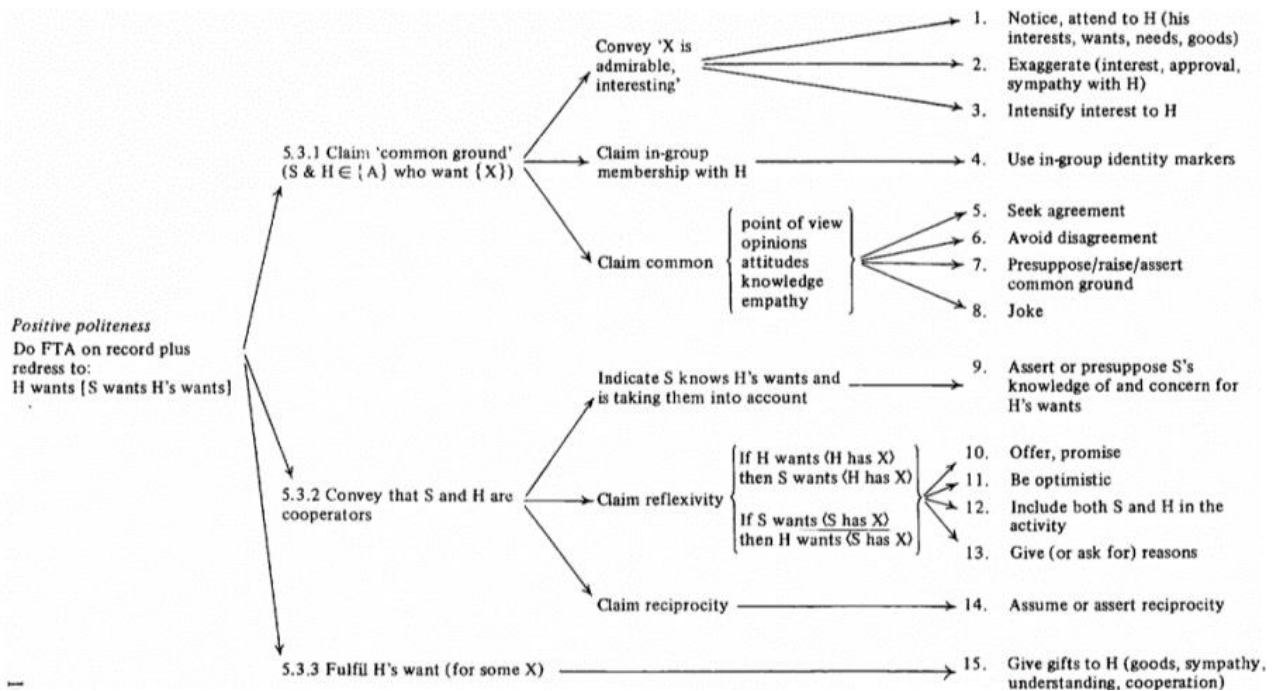 Positive politeness
Do FTA on record plus
redress to:
H wants [S wants H's wants]
5.3.1 Claim 'common ground'
(S & H ∈ {A} who want {X})
Convey 'X is
admirable,
interesting'
1. Notice, attend to H (his
interests, wants, needs, goods)
2. Exaggerate (interest, approval,
sympathy with H)
3. Intensify interest to H
Claim in-group
membership with H
4. Use in-group identity markers
Claim common
point of view
opinions
attitudes
knowledge
empathy
5. Seek agreement
6. Avoid disagreement
7. Presuppose/raise/assert
common ground
8. Joke
5.3.2 Convey that S and H are
cooperators
Indicate S knows H's wants and
is taking them into account
9. Assert or presuppose S's
knowledge of and concern for
H's wants
Claim reflexivity
If H wants ⟨H has X⟩
then S wants ⟨H has X⟩
If S wants ⟨S has X⟩
then H wants ⟨S has X⟩
10. Offer, promise
11. Be optimistic
12. Include both S and H in the
activity
13. Give (or ask for) reasons
Claim reciprocity
14. Assume or assert reciprocity
5.3.3 Fulfil H's want (for some X)
15. Give gifts to H (goods, sympathy,
understanding, cooperation)